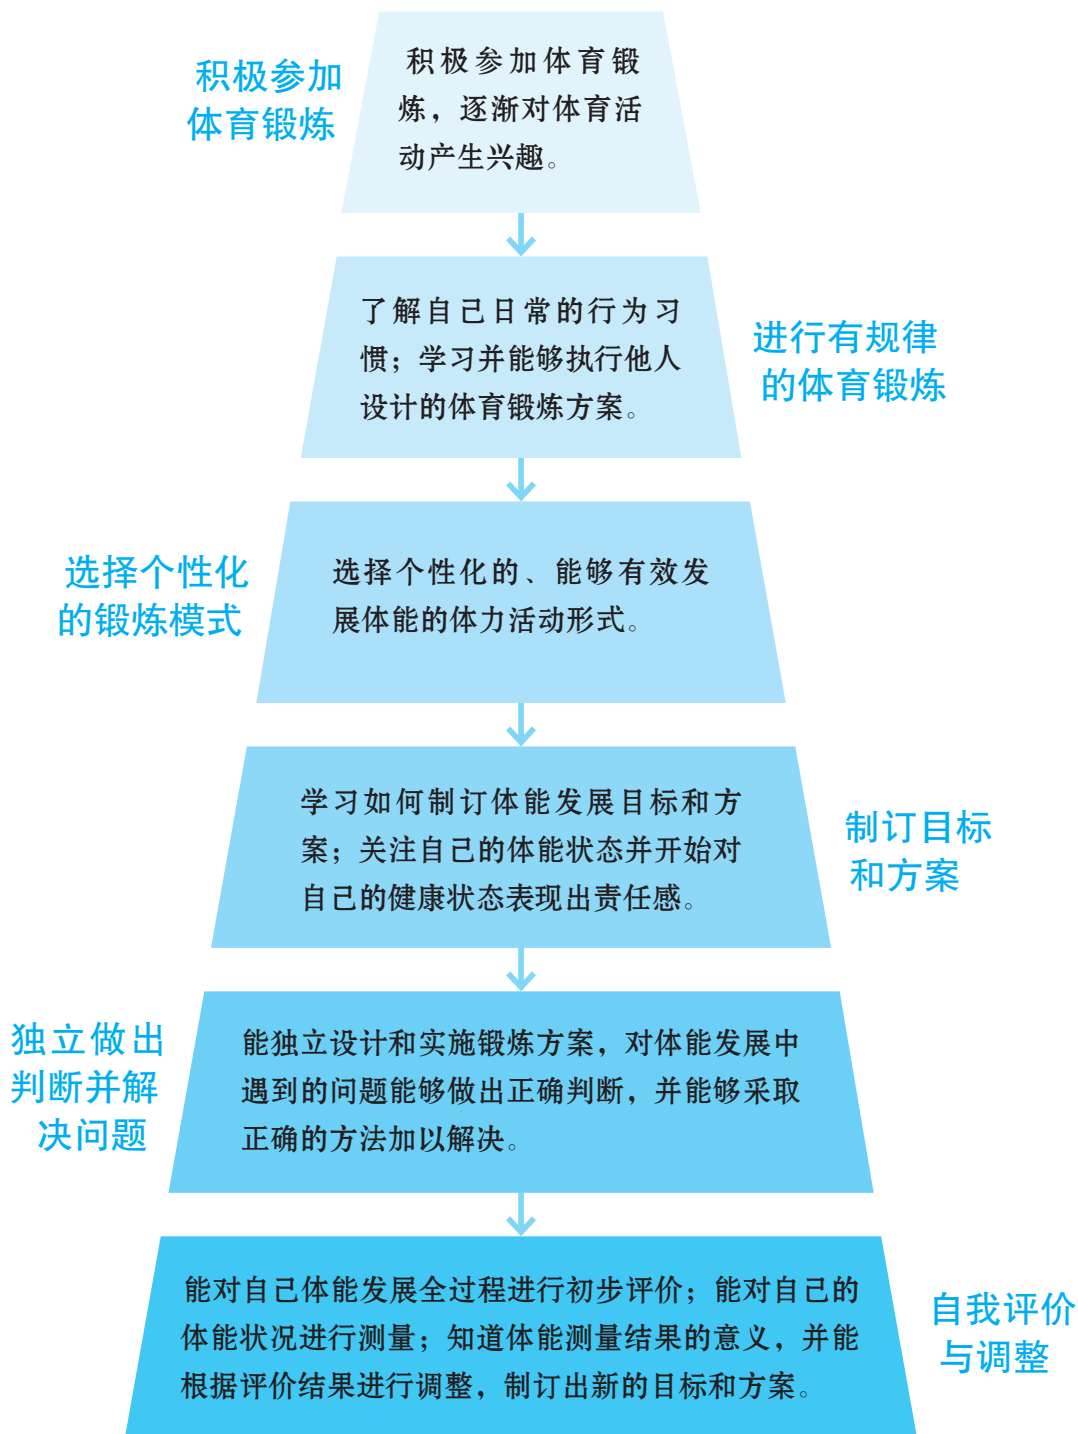 积极参加
体育锻炼
积极参加体育锻
炼，逐渐对体育活
动产生兴趣。
了解自己日常的行为习
惯；学习并能够执行他人
设计的体育锻炼方案。
进行有规律
的体育锻炼
选择个性化
的锻炼模式
选择个性化的、能够有效发
展体能的体力活动形式。
学习如何制订体能发展目标和方
案；关注自己的体能状态并开始对
自己的健康状态表现出责任感。
制订目标
和方案
独立做出
判断并解
决问题
能独立设计和实施锻炼方案，对体能发展中
遇到的问题能够做出正确判断，并能够采取
正确的方法加以解决。
能对自己体能发展全过程进行初步评价；能对自己的
体能状况进行测量；知道体能测量结果的意义，并能
根据评价结果进行调整，制订出新的目标和方案。
自我评价
与调整